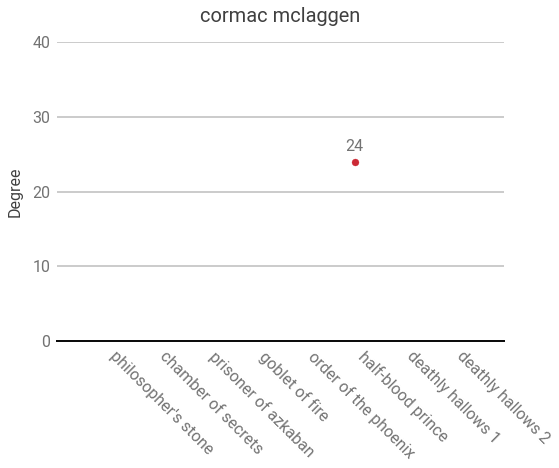 cormac mclaggen
Degree
40
30
20
10
0
24
philosopher's stone
chamber of secrets
prisoner of azkaban
goblet of fire
order of the phoenix
half-blood prince
deathly hallows 1
deathly hallows 2